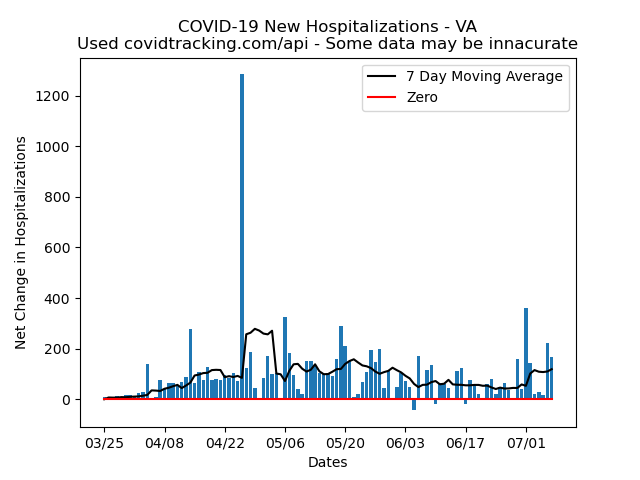 COVID-19 New Hospitalizations - VA
Used covidtracking.com/api - Some data may be innacurate
7 Day Moving Average
Zero
Net Change in Hospitalizations
1200
1000
800
600
400
200
0
03/25 04/08 04/22 05/06 05/20 06/03 06/17 07/01
Dates